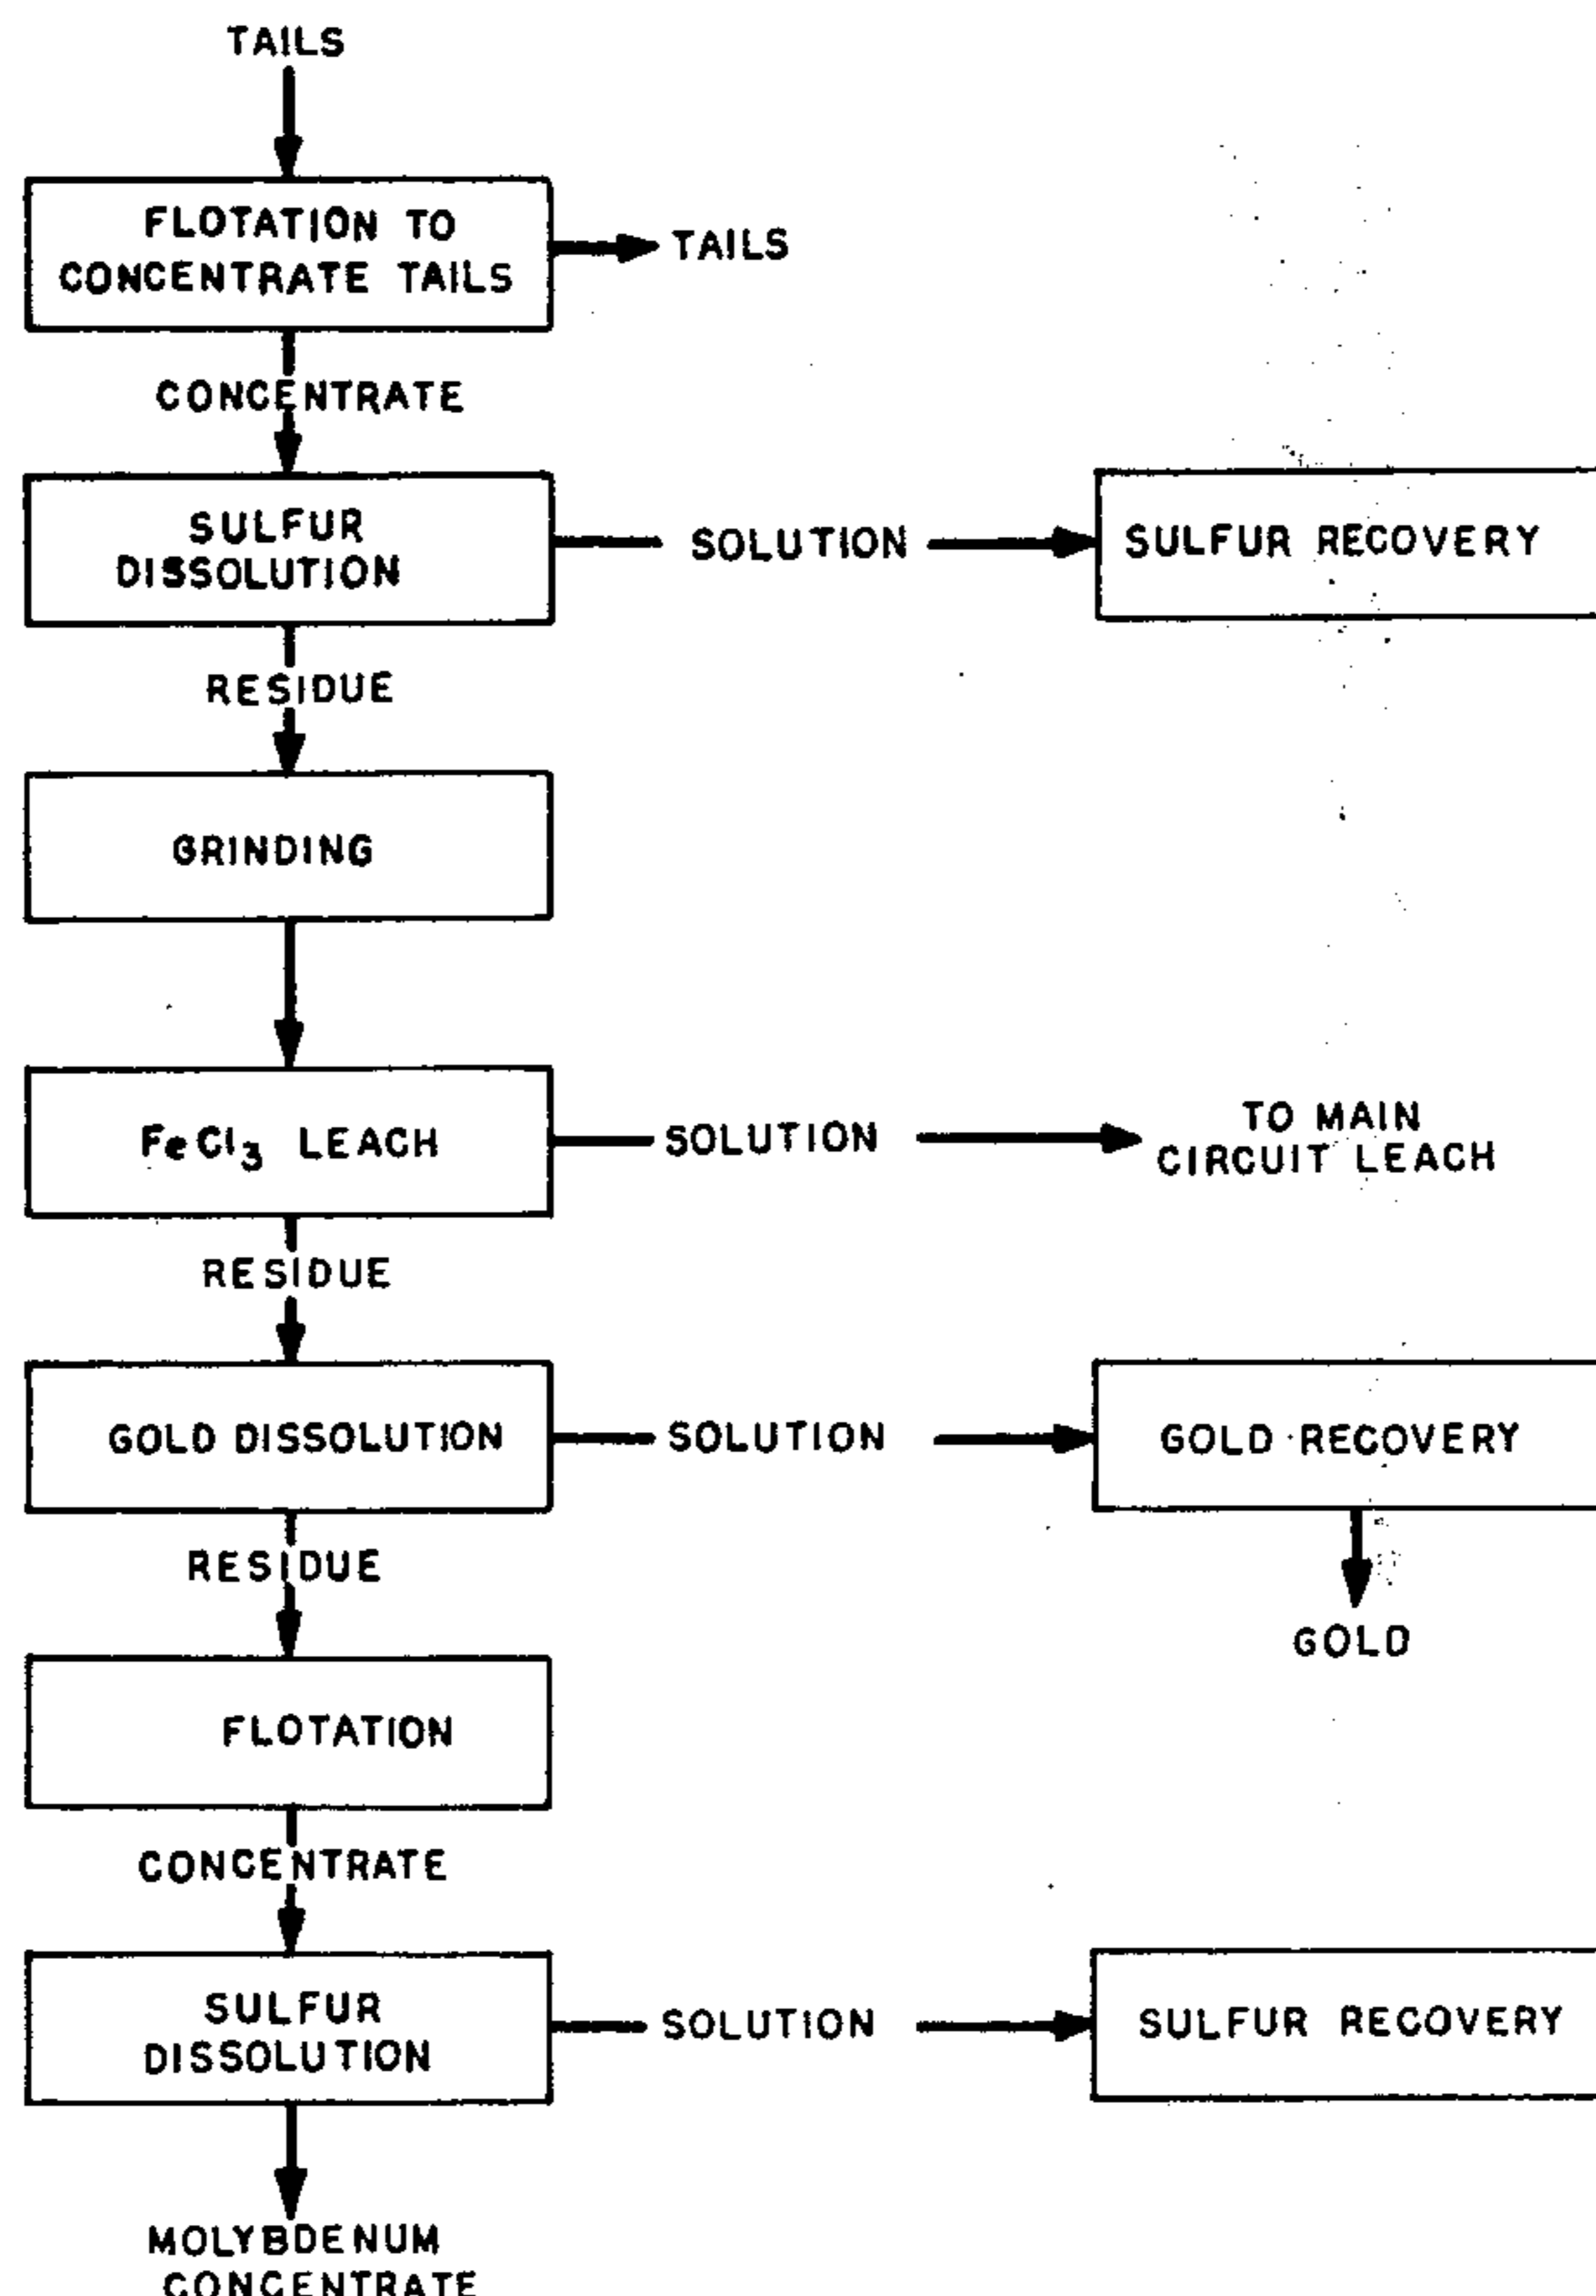 TAILS
FLOTATION TO
CONCENTRATE TAILS
TAILS
CONCENTRATE
SULFUR
DISSOLUTION
SOLUTION
SULFUR RECOVERY
RESIDUE
GRINDING
FeCl3 LEACH
SOLUTION
TO MAIN
CIRCUIT LEACH
RESIDUE
GOLD DISSOLUTION
SOLUTION
GOLD RECOVERY
RESIDUE
GOLD
FLOTATION
CONCENTRATE
SULFUR
DISSOLUTION
SOLUTION
SULFUR RECOVERY
MOLYBDENUM
CONCENTRATE